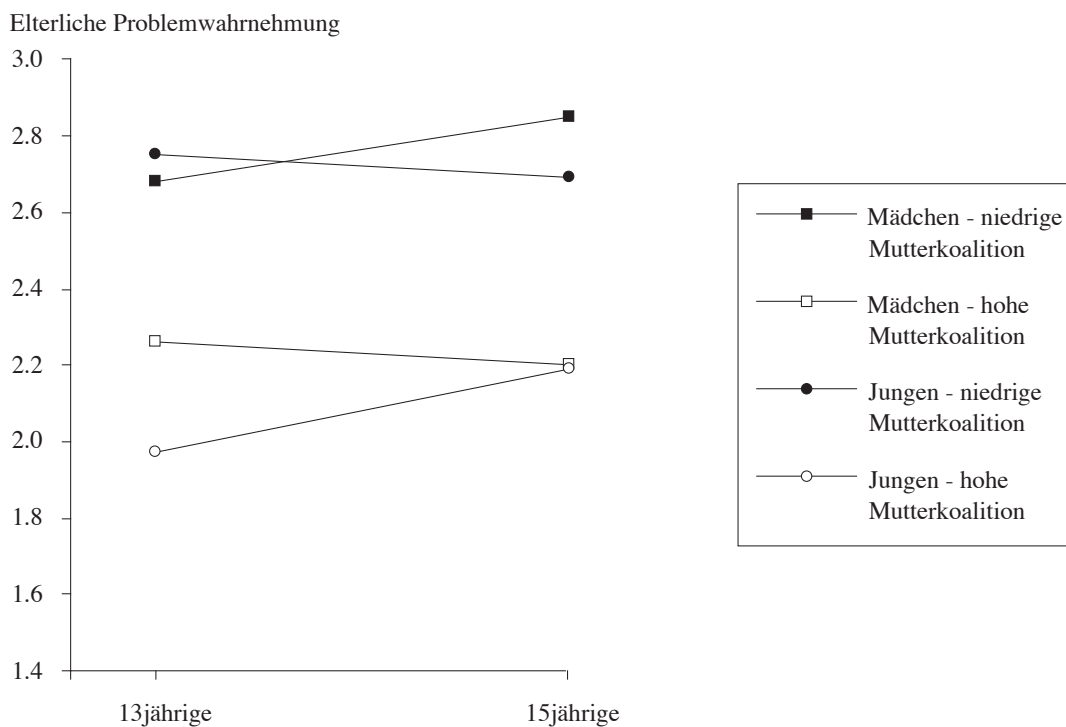 Elterliche Problemwahrnehmung
3.0
2.8
2.6
2.4
2.2
2.0
1.8
1.6
1.4
13jährige
15jährige
Mädchen - niedrige
Mutterkoalition
Mädchen - hohe
Mutterkoalition
Jungen - niedrige
Mutterkoalition
Jungen - hohe
Mutterkoalition